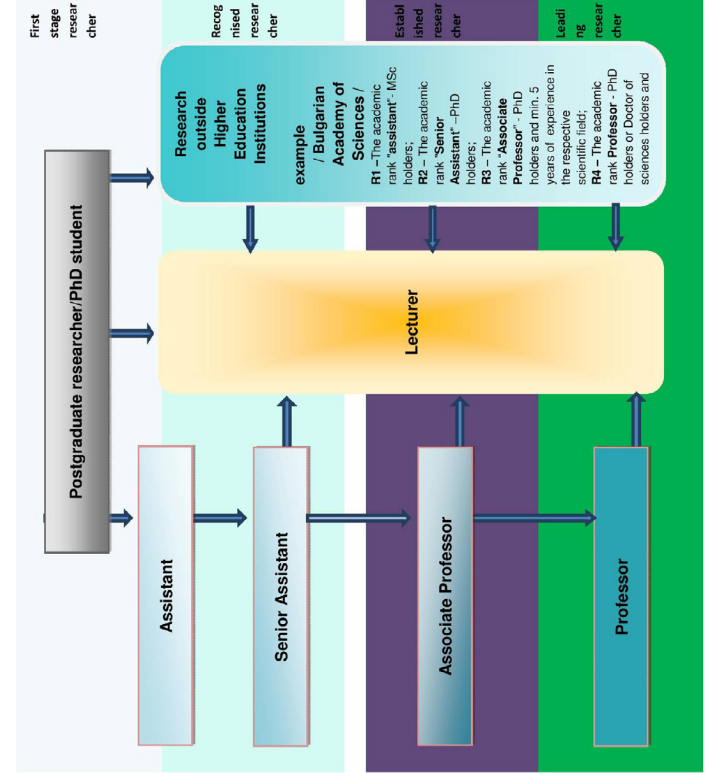 First
stage
resear
cher
Recog
nised
resear
cher
Establ
ished
resear
cher
Leadi
ng
resear
cher
Postgraduate researcher/PhD student
Research
outside
Higher
Education
Institutions
example
/ Bulgarian
Academy of
Sciences /
R1 –The academic
rank "assistant"- MSc
holders;
R2 – The academic
rank "Senior
Assistant" –PhD
holders;
R3 – The academic
rank "Associate
Professor" - PhD
holders and min. 5
years of experience in
the respective
scientific field;
R4 – The academic
rank Professor - PhD
holders or Doctor of
sciences holders and
Lecturer
Assistant
Senior Assistant
Associate Professor
Professor